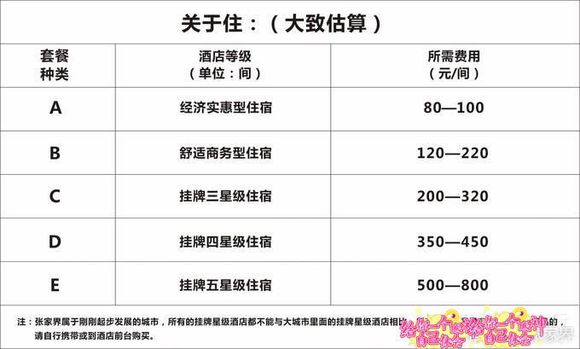 关于住：（大致估算）
套餐种类
酒店等级（单位：间）
所需费用（元/间）
A
经济实惠型住宿
80—100
B
舒适商务型住宿
120—220
C
挂牌三星级住宿
200—320
D
挂牌四星级住宿
350—450
E
挂牌五星级住宿
500—800
注：张家界属于刚刚起步发展的城市，所有的挂牌星级酒店都不能与大城市里面的挂牌星级酒店相比，
的，
请自行携带或到酒店前台购买。